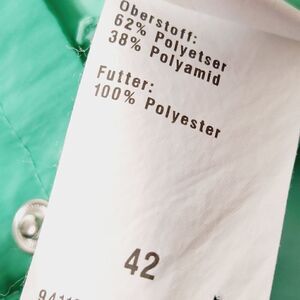 Oberstoff:
62% Polyetser
38% Polyamid
Futter:
100% Polyester
42